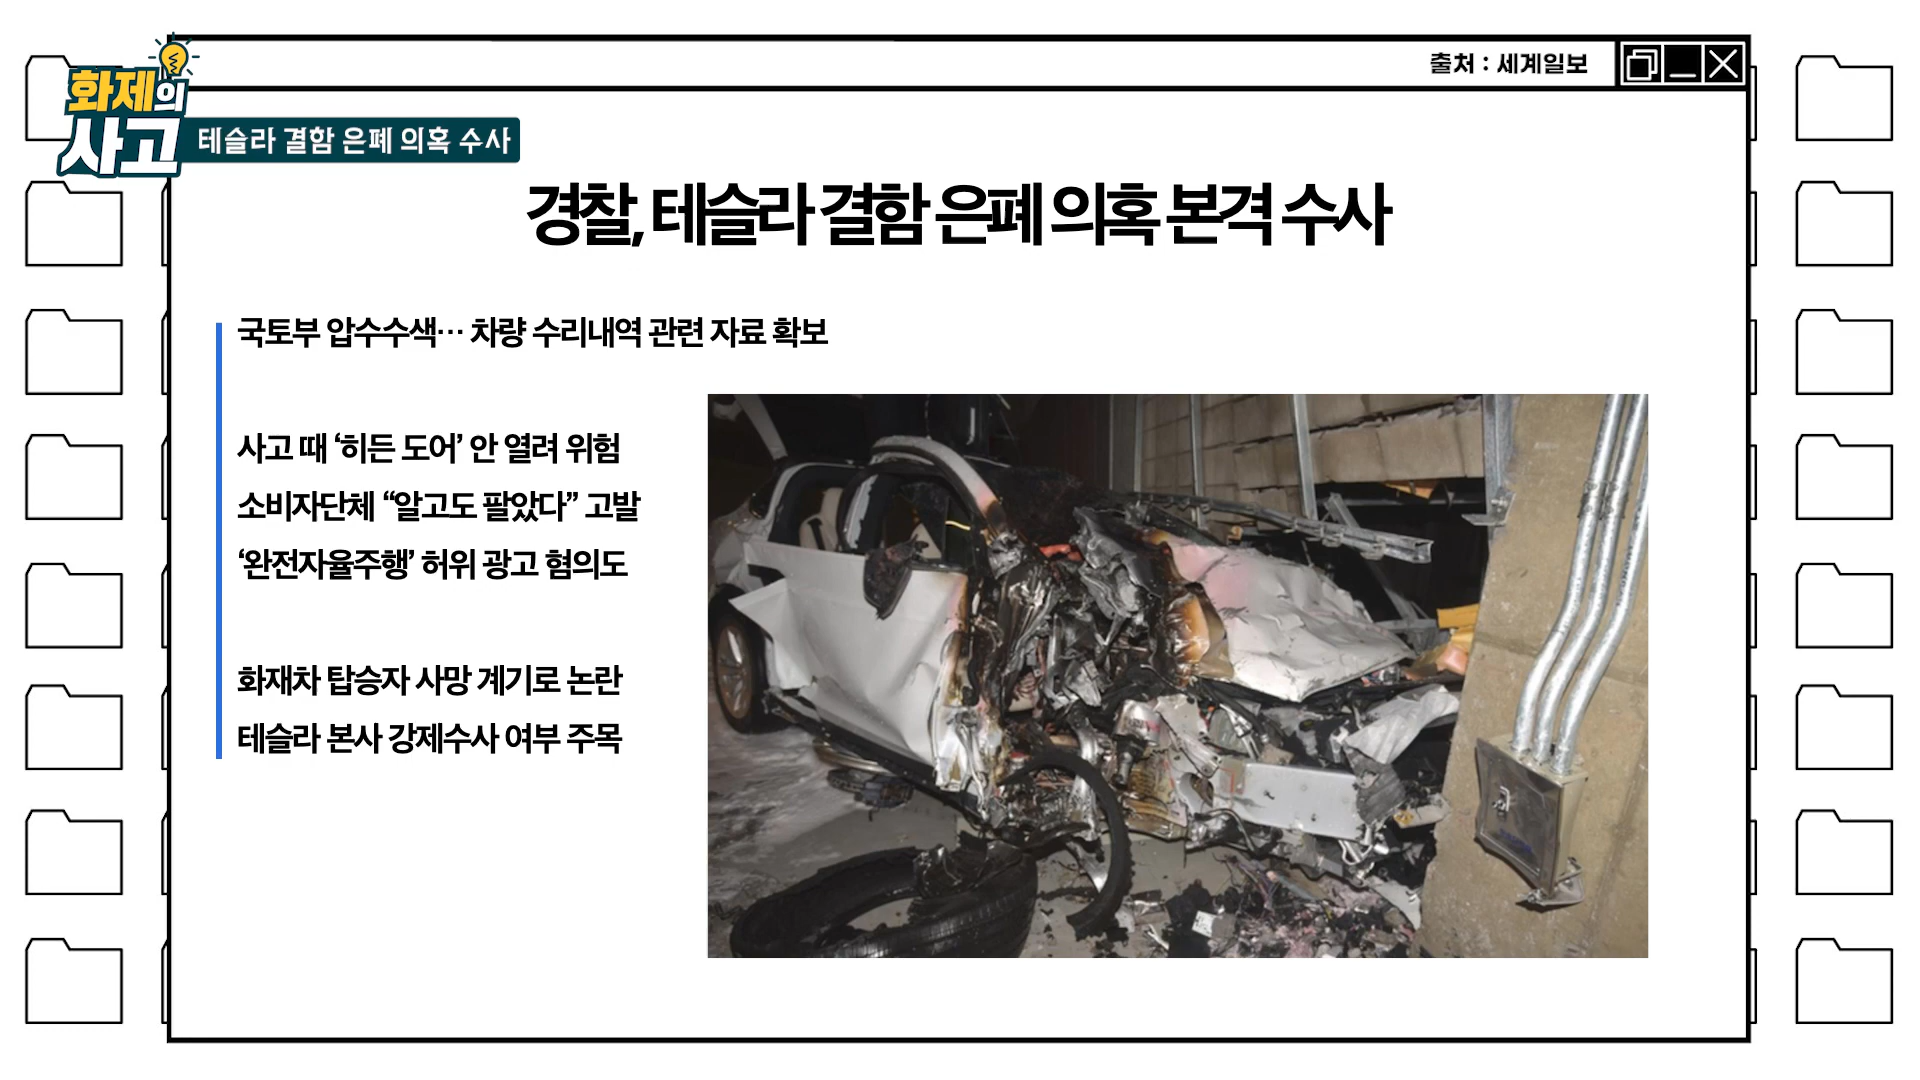 출처 : 세계일보
화제의
사고
테슬라 결함 은폐 의혹 수사
경찰, 테슬라 결함 은폐 의혹 본격 수사
국토부 압수수색… 차량 수리내역 관련 자료 확보
사고 때 ‘히든 도어’ 안 열려 위험
소비자단체 “알고도 팔았다” 고발
‘완전자율주행’ 허위 광고 혐의도
화재차 탑승자 사망 계기로 논란
테슬라 본사 강제수사 여부 주목